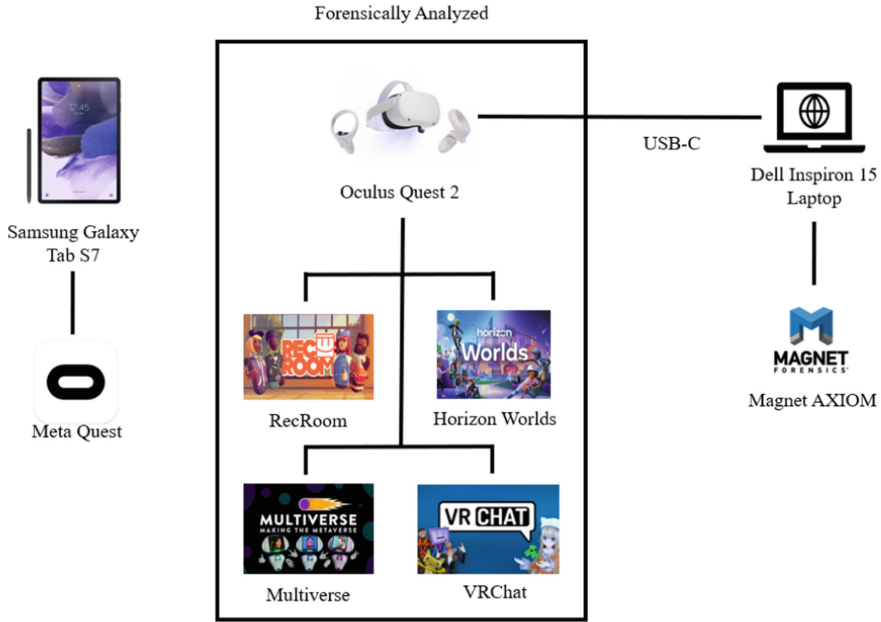 Forensically Analyzed
12:45
Samsung Galaxy
Tab S7
Meta Quest
Oculus Quest 2
USB-C
Dell Inspiron 15
Laptop
MAGNET
FORENSICS
Magnet AXIOM
REC
ROOM
RecRoom
horizon
Worlds
Horizon Worlds
MULTIVERSE
MAKING THE METAVERSE
Multiverse
VR CHAT
VRChat